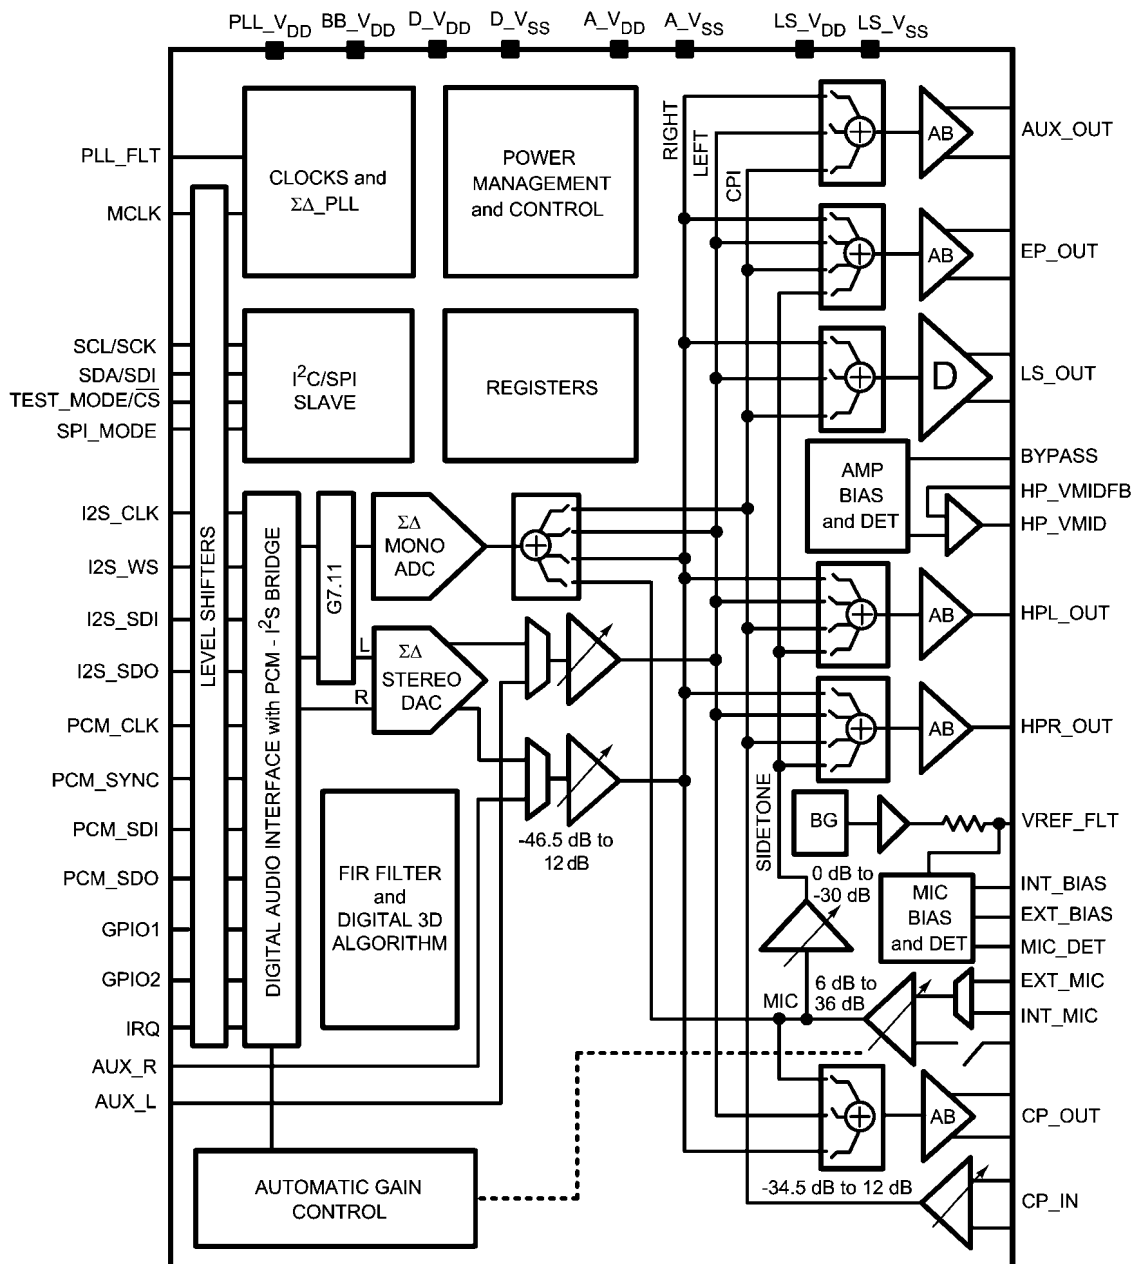 PLL_VDD BB_VDD D_VDD D_VSS A_VDD A_VSS LS_VDD LS_VSS
PLL_FLT
MCLK
SCL/SCK
SDA/SDI
TEST_MODE/CS
SPI_MODE
I2S_CLK
I2S_WS
I2S_SDI
I2S_SDO
PCM_CLK
PCM_SYNC
PCM_SDI
PCM_SDO
GPIO1
GPIO2
IRQ
AUX_R
AUX_L
LEVEL SHIFTERS
CLOCKS and
ΣΔ_PLL
POWER
MANAGEMENT
and CONTROL
I2C/SPI
SLAVE
REGISTERS
DIGITAL AUDIO INTERFACE with PCM - I2S BRIDGE
G7.11
ΣΔ
MONO
ADC
L
R
ΣΔ
STEREO
DAC
FIR FILTER
and
DIGITAL 3D
ALGORITHM
-46.5 dB to
12 dB
AUTOMATIC GAIN
CONTROL
RIGHT
LEFT
CPI
SIDETONE
MIC
0 dB to
-30 dB
6 dB to
36 dB
-34.5 dB to 12 dB
AB
AB
D
AMP
BIAS
and DET
AB
AB
BG
MIC
BIAS
and DET
AB
AUX_OUT
EP_OUT
LS_OUT
BYPASS
HP_VMIDFB
HP_VMID
HPL_OUT
HPR_OUT
VREF_FLT
INT_BIAS
EXT_BIAS
MIC_DET
EXT_MIC
INT_MIC
CP_OUT
CP_IN